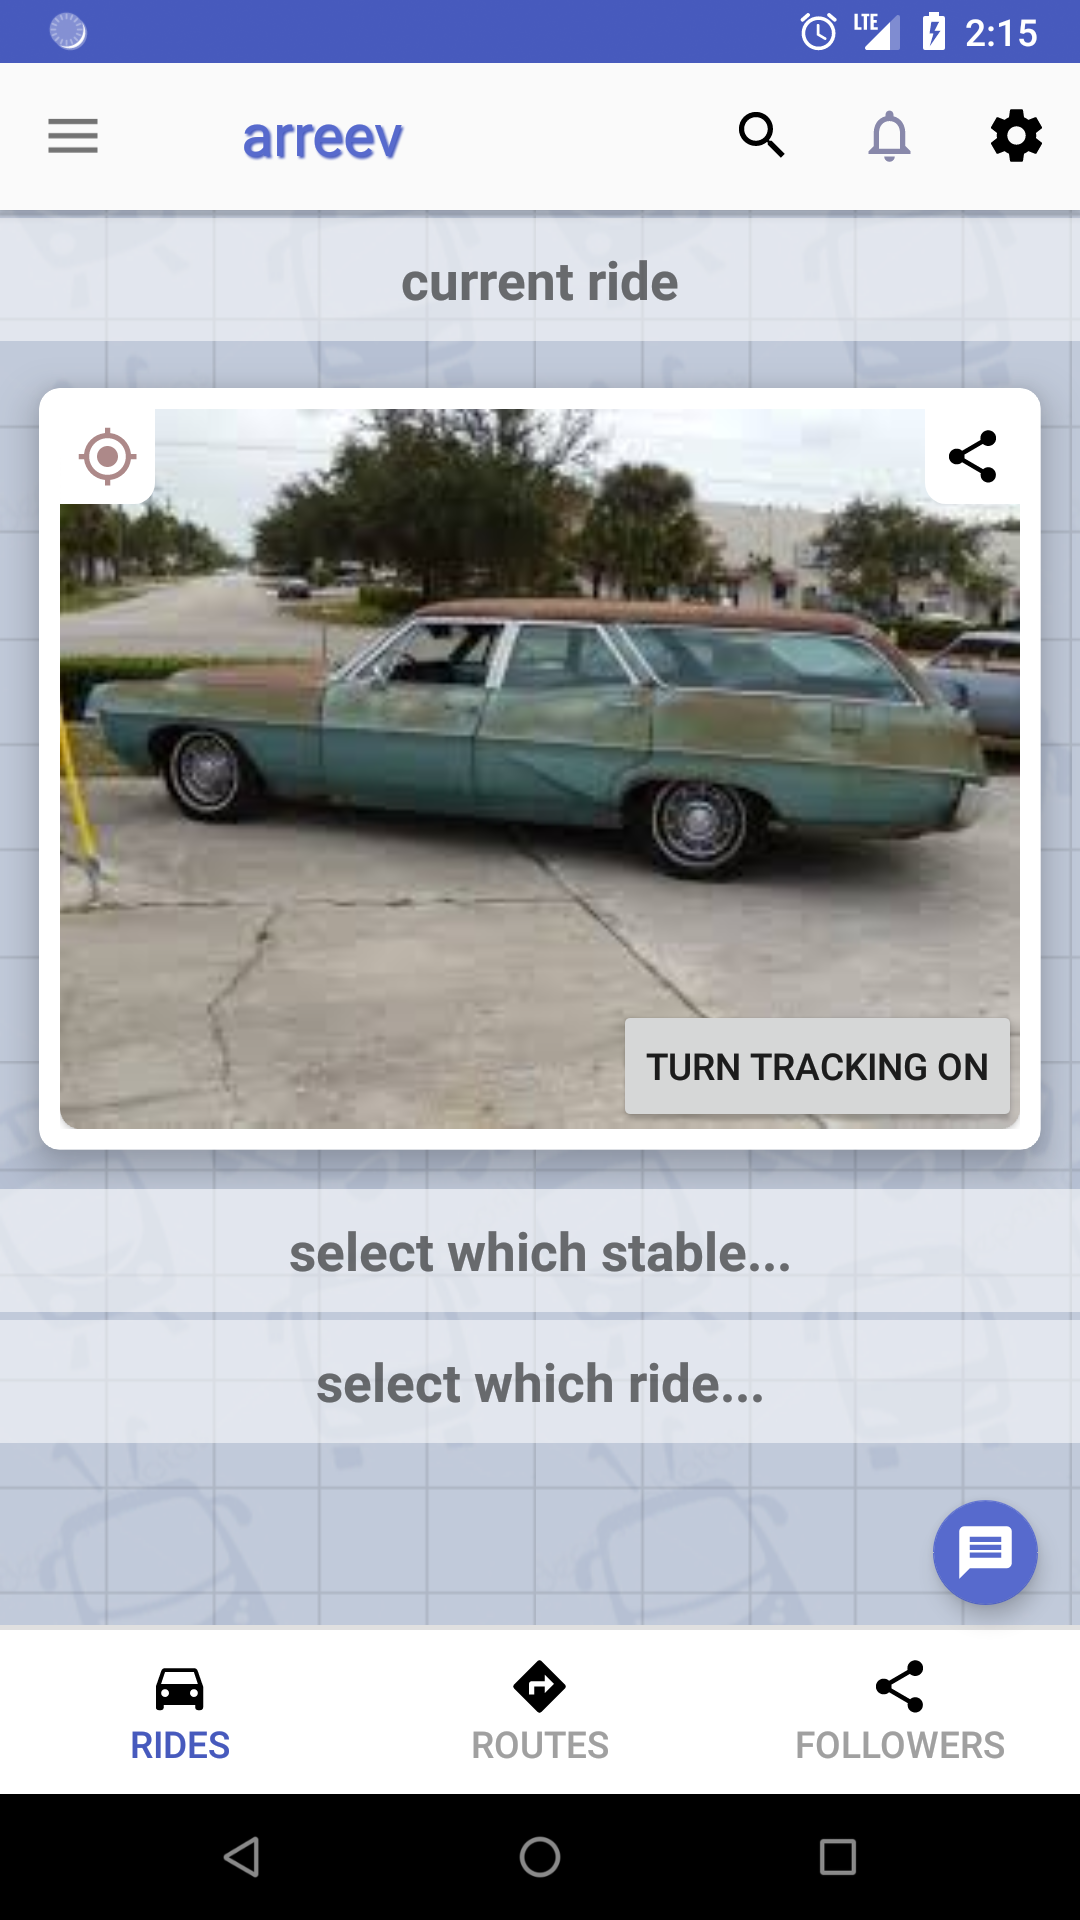 LTE 2:15
arreev
current ride
TURN TRACKING ON
select which stable...
select which ride...
RIDES ROUTES FOLLOWERS